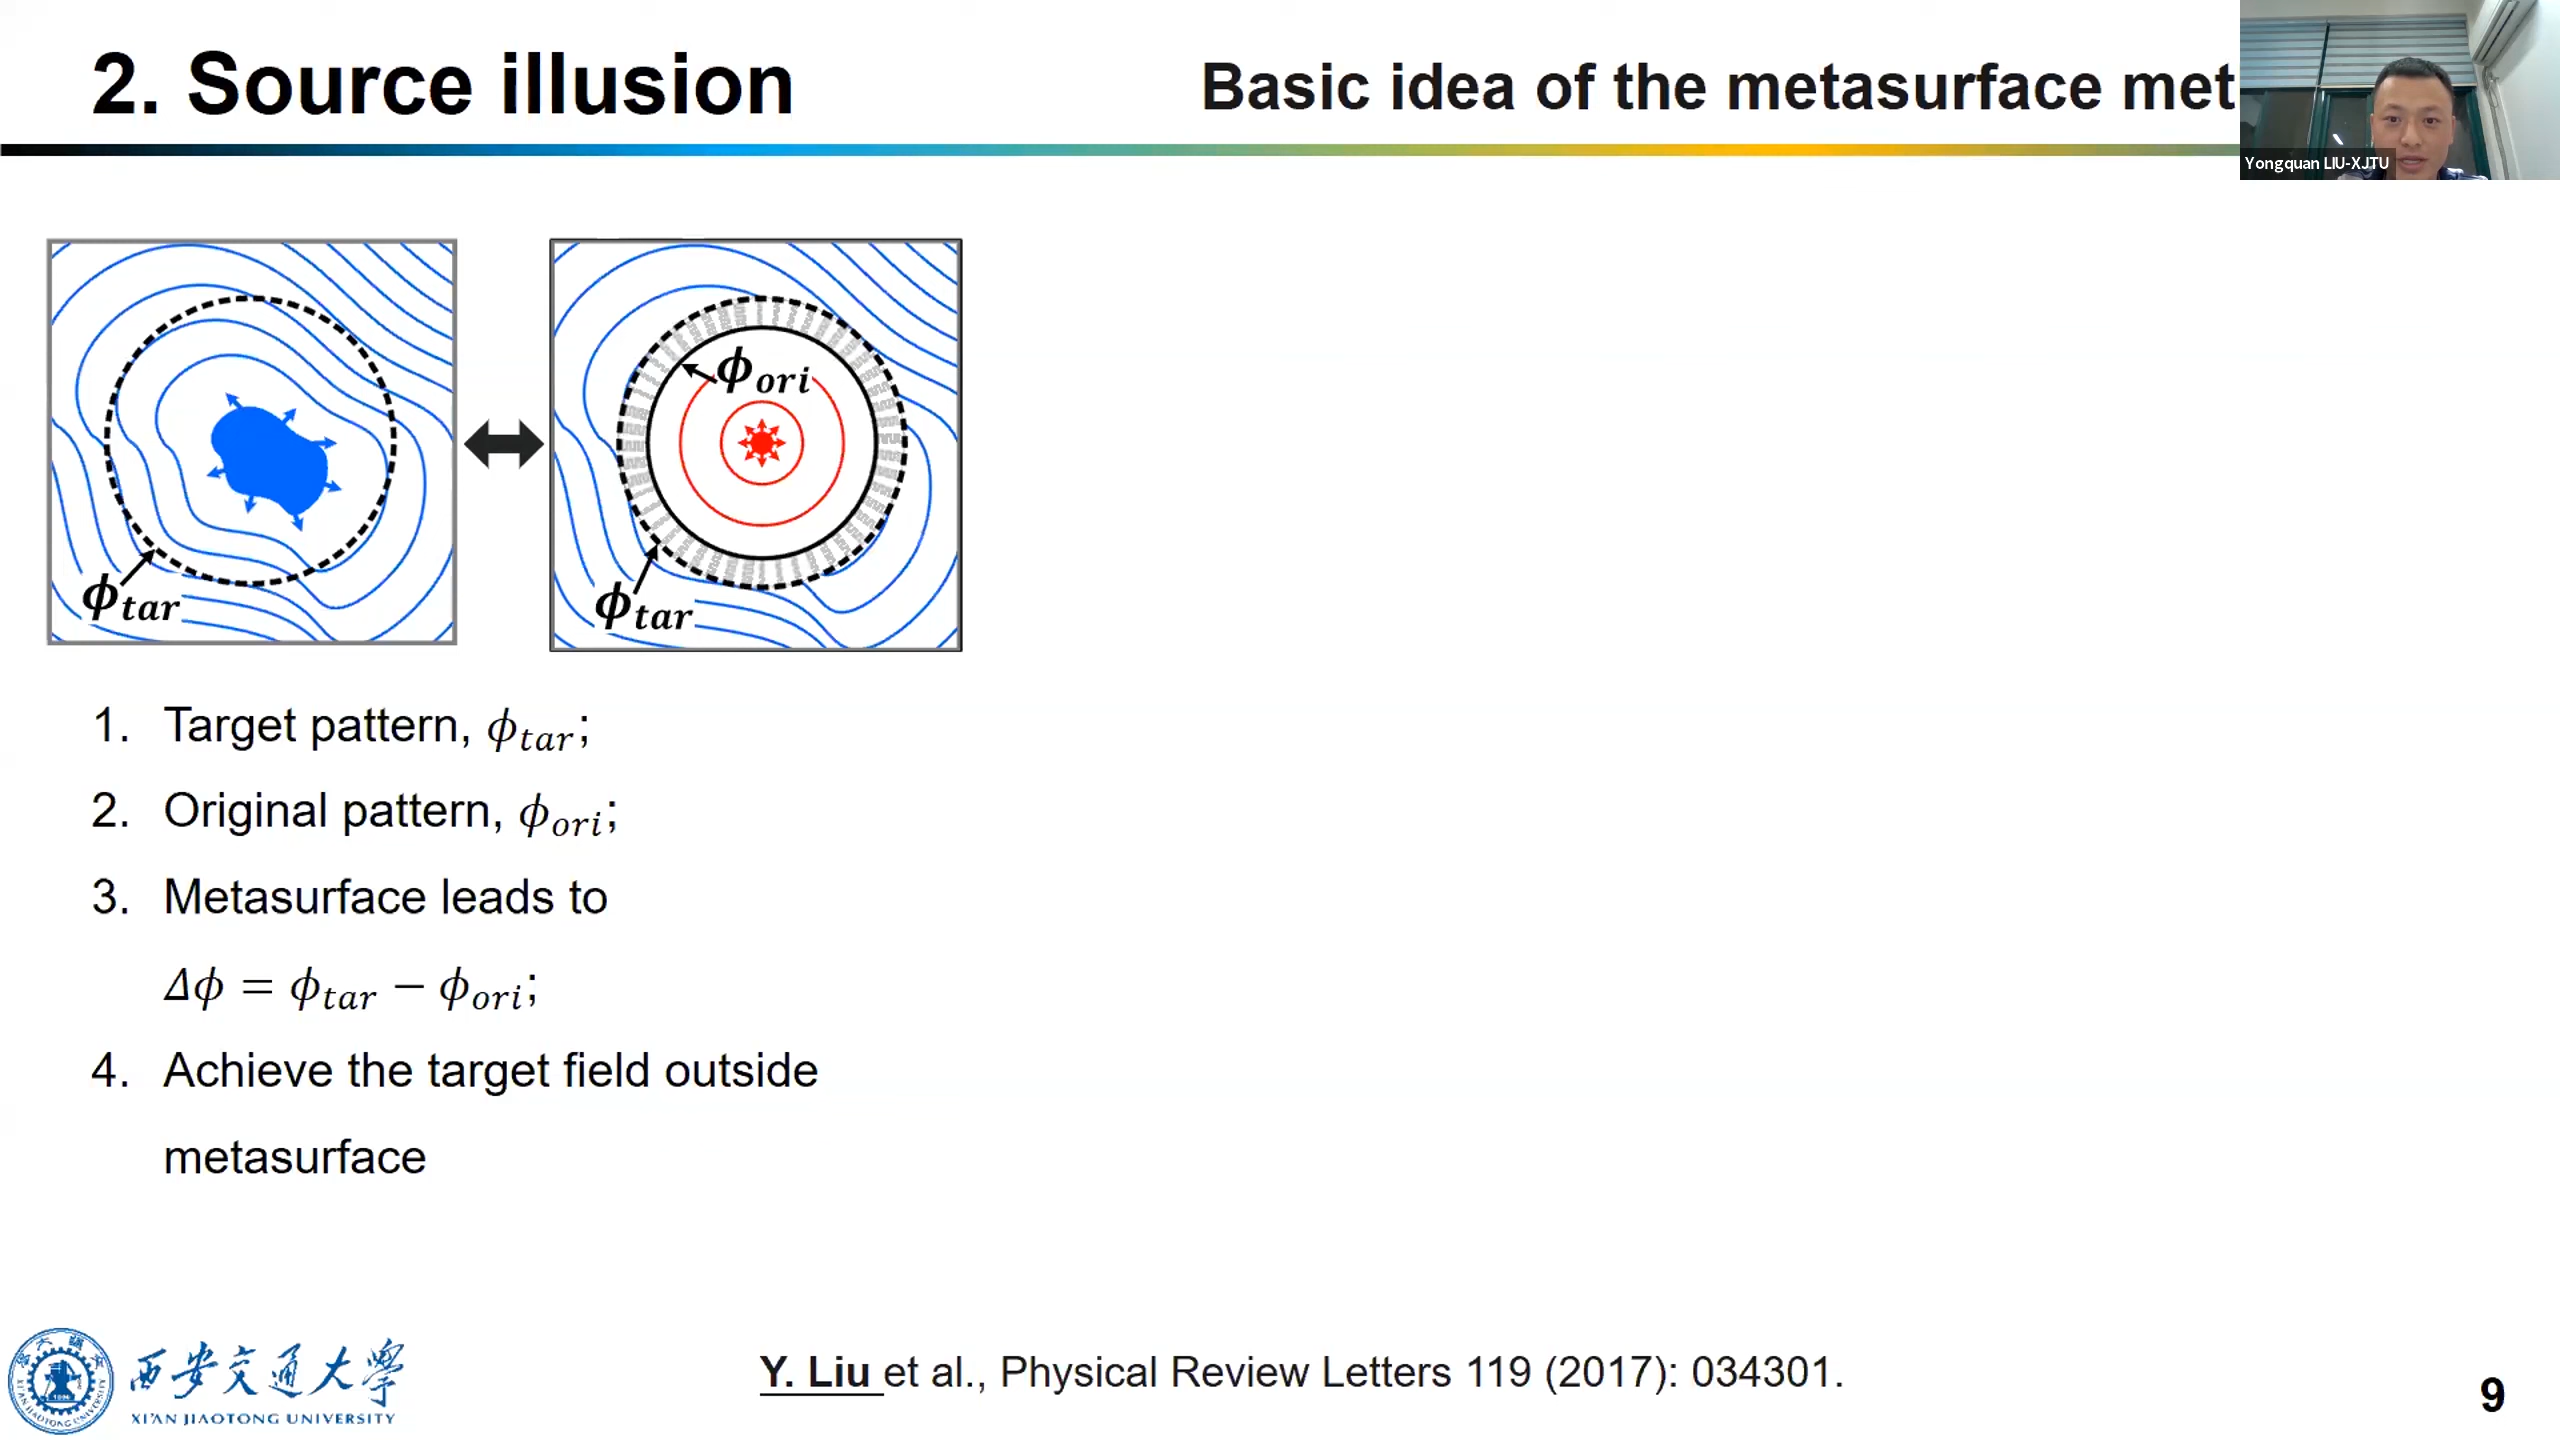 2. Source illusion
Basic idea of the metasurface met
Yongquan LIU-XJTU
ϕori
ϕtar
ϕtar
1. Target pattern, ϕtar;
2. Original pattern, ϕori;
3. Metasurface leads to
Δϕ = ϕtar − ϕori;
4. Achieve the target field outside
metasurface
西安交通大学
XI'AN JIAOTONG UNIVERSITY
Y. Liu et al., Physical Review Letters 119 (2017): 034301.
9